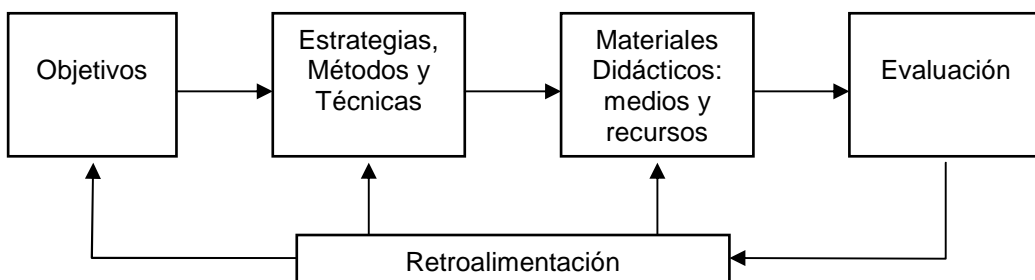 Objetivos
Estrategias,
Métodos y
Técnicas
Materiales
Didácticos:
medios y
recursos
Evaluación
Retroalimentación